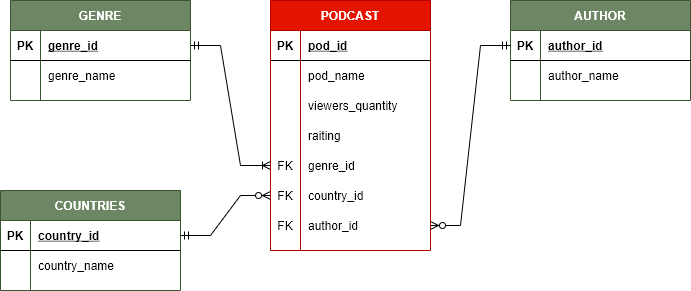 GENRE
PK genre_id
genre_name
PODCAST
PK pod_id
pod_name
viewers_quantity
raiting
FK genre_id
FK country_id
FK author_id
AUTHOR
PK author_id
author_name
COUNTRIES
PK country_id
country_name